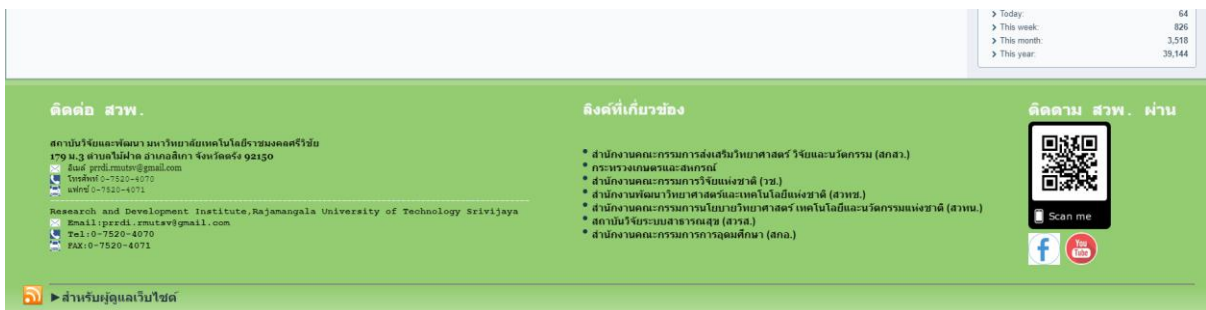 Today: 64
This week: 826
This month: 3,518
This year: 39,144
ติดต่อ สวพ.
สถาบันวิจัยและพัฒนา มหาวิทาลัยเทคโนโลยีราชมงคลศรีวิชัย
179 ม.3 ตำบลไม้ฝาด อำเภอสิเกา จังหวัดตรัง 92150
อีเมล์ prrdi.rmutsv@gmail.com
โทรศัพท์ 0-7520-4070
แฟกซ์ 0-7520-4071
Research and Development Institute,Rajamangala University of Technology Srivijaya
Email:prrdi.rmutsv@gmail.com
Tel:0-7520-4070
FAX:0-7520-4071
ลิงค์ที่เกี่ยวข้อง
สำนักงานคณะกรรมการส่งเสริมวิทยาศาสตร์ วิจัยและนวัตกรรม (สกสว.)
กระทรวงเกษตรและสหกรณ์
สำนักงานคณะกรรมการวิจัยแห่งชาติ (วช.)
สำนักงานพัฒนาวิทยาศาสตร์และเทคโนโลยีแห่งชาติ (สวทช.)
สำนักงานคณะกรรมการนโยบายวิทยาศาสตร์ เทคโนโลยีและนวัตกรรมแห่งชาติ (สวทน.)
สถาบันวิจัยระบบสาธารณสุข (สวรส.)
สำนักงานคณะกรรมการการอุดมศึกษา (สกอ.)
ติดตาม สวพ. ผ่าน
Scan me
f
You Tube
►สำหรับผู้ดูแลเว็บไซต์